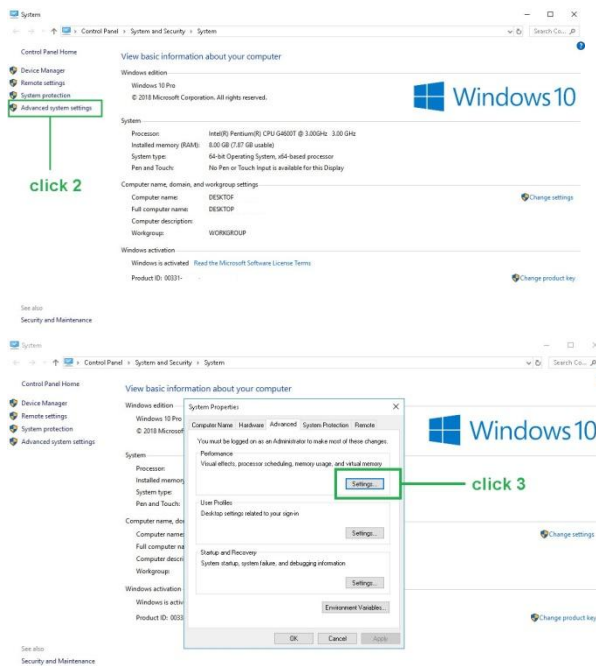 System
Control Panel > System and Security > System
Search Co...
Control Panel Home
Device Manager
Remote settings
System protection
Advanced system settings
click 2
View basic information about your computer
Windows edition
Windows 10 Pro
© 2018 Microsoft Corporation. All rights reserved.
Windows 10
System
Processor: Intel(R) Pentium(R) CPU G4600T @ 3.00GHz 3.00 GHz
Installed memory (RAM): 8.00 GB (7.87 GB usable)
System type: 64-bit Operating System, x64-based processor
Pen and Touch: No Pen or Touch Input is available for this Display
Computer name, domain, and workgroup settings
Computer name: DESKTOP
Change settings
Full computer name: DESKTOP
Computer description:
Workgroup: WORKGROUP
Windows activation
Windows is activated Read the Microsoft Software License Terms
Product ID: 00331-
Change product key
See also
Security and Maintenance
System
Control Panel > System and Security > System
Search Co...
Control Panel Home
Device Manager
Remote settings
System protection
Advanced system settings
View basic information about your computer
Windows edition
Windows 10 Pro
© 2018 Microsof
Windows 10
System
Processor:
Installed memory
System type:
Pen and Touch:
Computer name, do
Computer name
Change settings
Full computer na
Computer descri
Workgroup:
Windows activation
Windows is activ
Product ID: 0033
Change product key
System Properties
Computer Name Hardware Advanced System Protection Remote
You must be logged on as an Administrator to make most of these changes.
Performance
Visual effects, processor scheduling, memory usage, and virtual memory
Settings...
click 3
User Profiles
Desktop settings related to your sign-in
Settings...
Startup and Recovery
System startup, system failure, and debugging information
Settings...
Environment Variables...
OK Cancel Apply
See also
Security and Maintenance